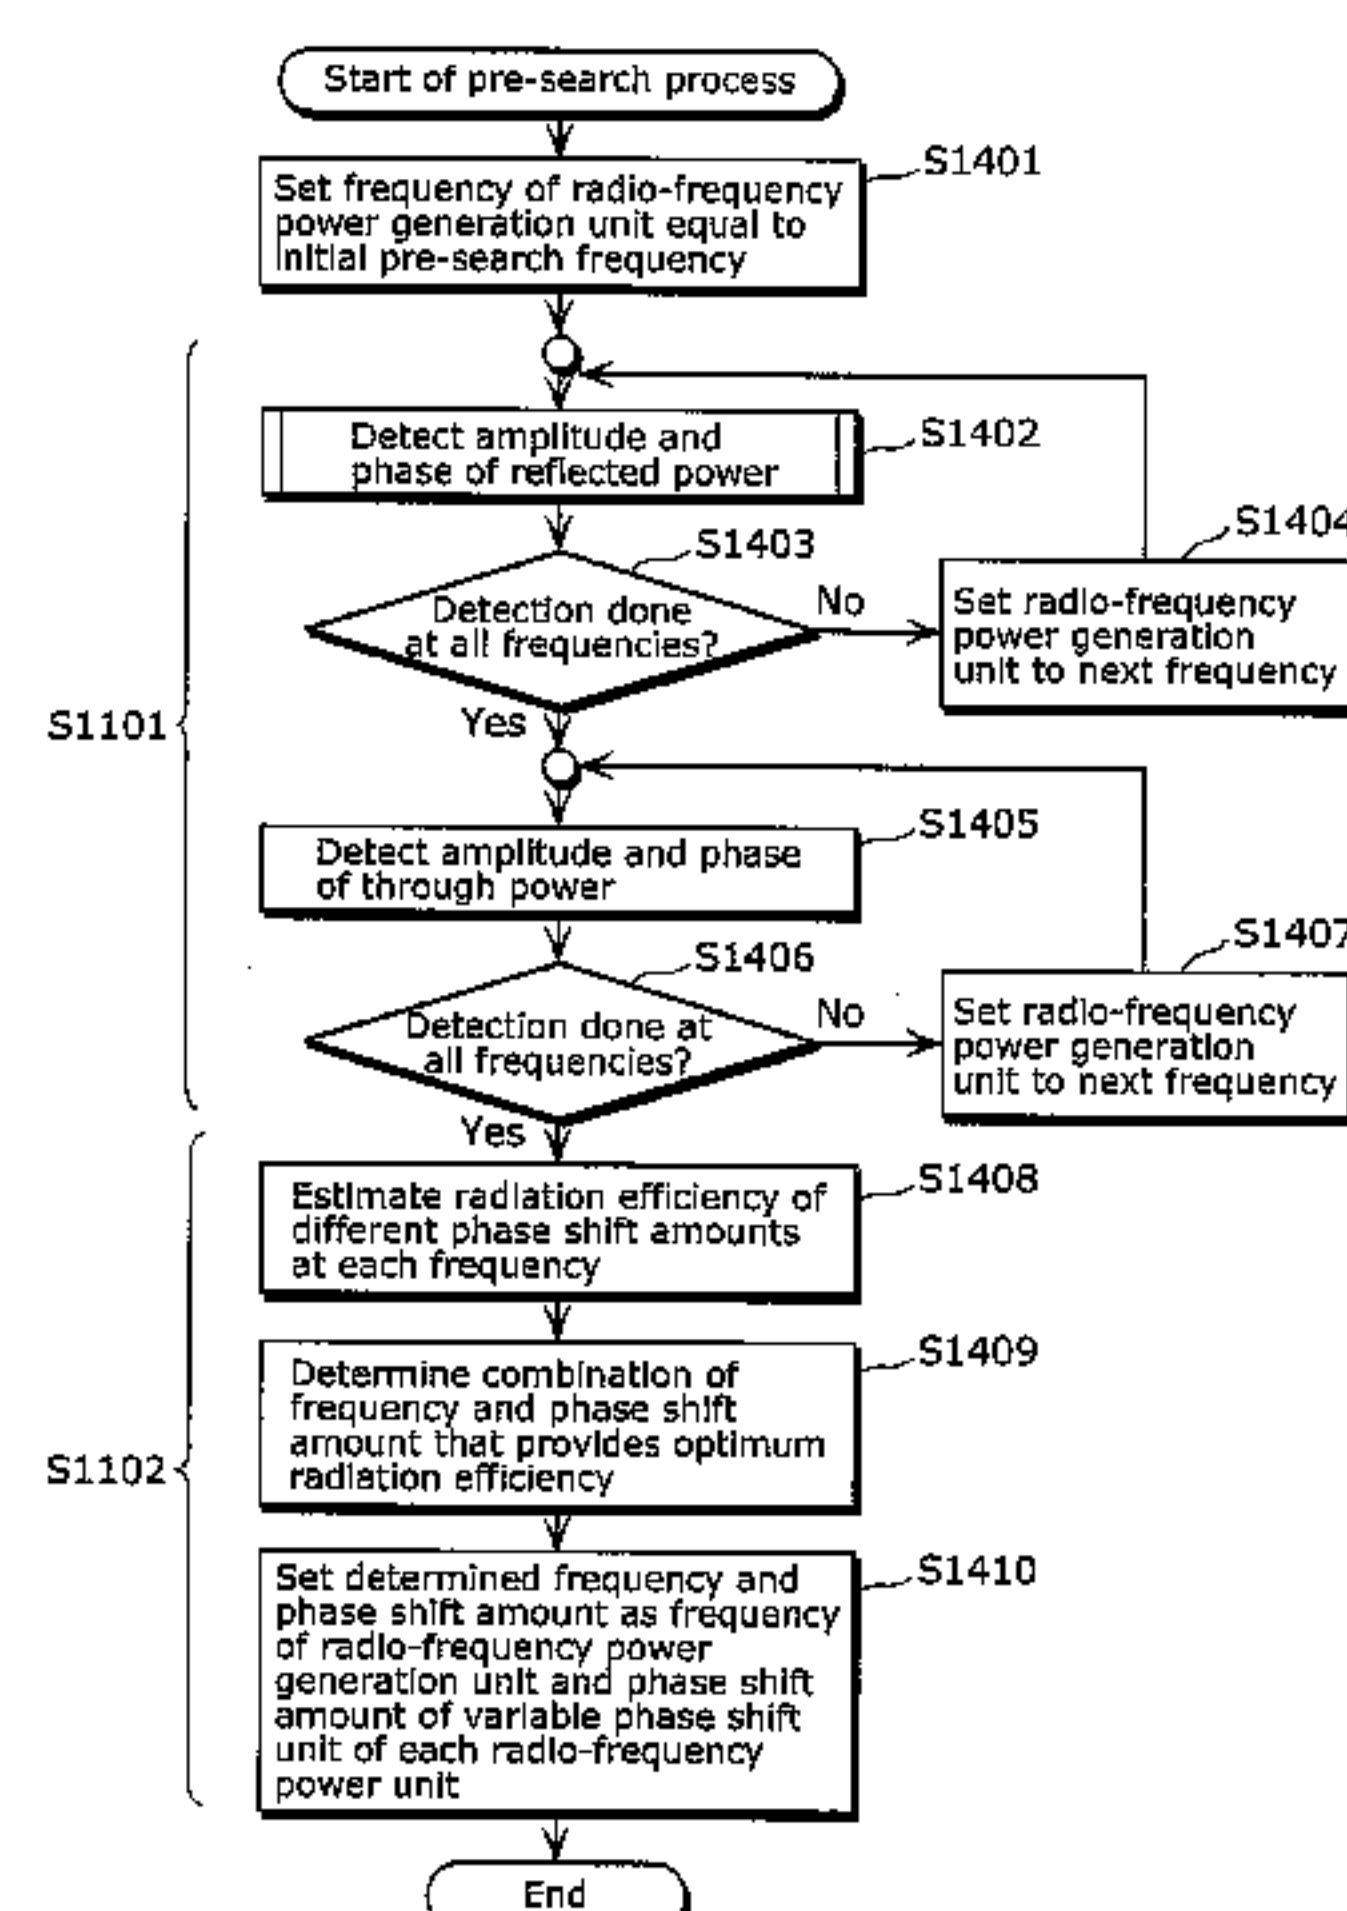 Start of pre-search process
S1401
Set frequency of radio-frequency
power generation unit equal to
initial pre-search frequency
S1402
Detect amplitude and
phase of reflected power
S1403
Detection done
at all frequencies?
No
S1404
Set radio-frequency
power generation
unit to next frequency
Yes
S1101
S1405
Detect amplitude and phase
of through power
S1406
Detection done at
all frequencies?
No
S1407
Set radio-frequency
power generation
unit to next frequency
Yes
S1408
Estimate radiation efficiency of
different phase shift amounts
at each frequency
S1409
Determine combination of
frequency and phase shift
amount that provides optimum
radiation efficiency
S1102
S1410
Set determined frequency and
phase shift amount as frequency
of radio-frequency power
generation unit and phase shift
amount of variable phase shift
unit of each radio-frequency
power unit
End